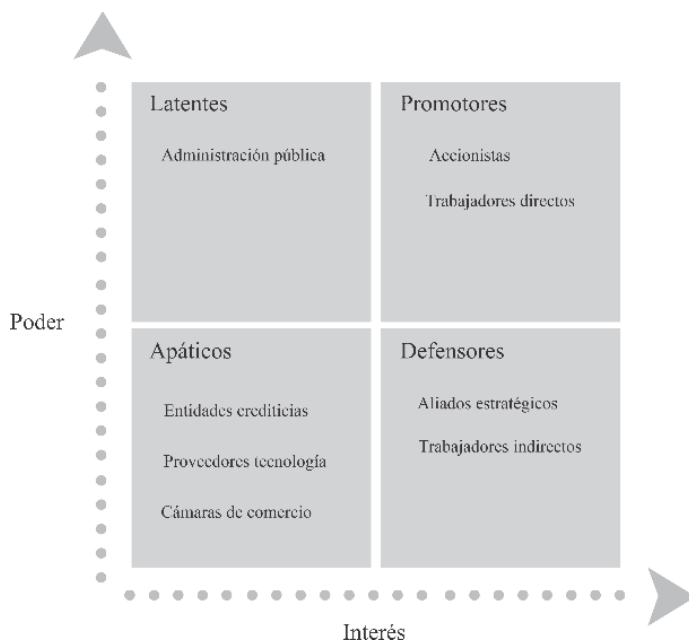 Latentes
Administración pública
Promotores
Accionistas
Trabajadores directos
Poder
Apáticos
Entidades crediticias
Proveedores tecnología
Cámaras de comercio
Defensores
Aliados estratégicos
Trabajadores indirectos
Interés